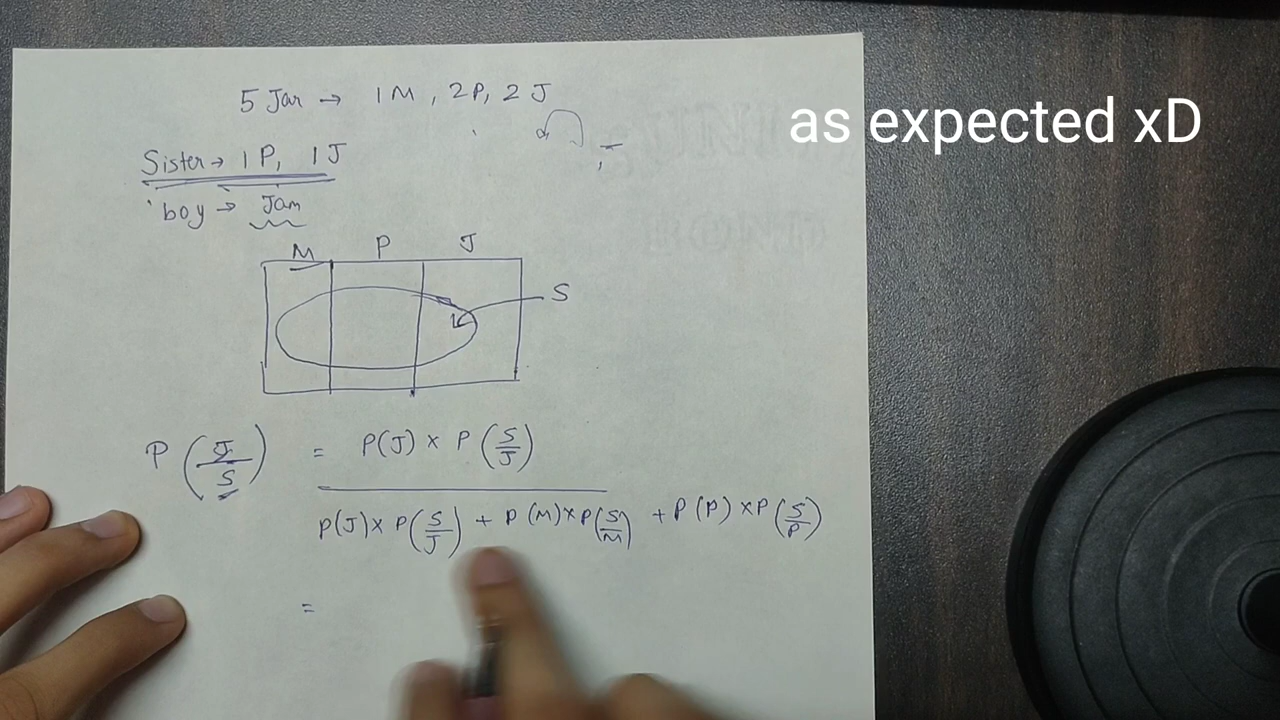 5 Jar → 1M, 2P, 2J
as expected xD
Sister → 1P, 1J
boy → Jam
M P J
S
P(J/S) = P(J) x P(S/J)
P(J) x P(S/J) + P(M) x P(S/M) + P(P) x P(S/P)
=